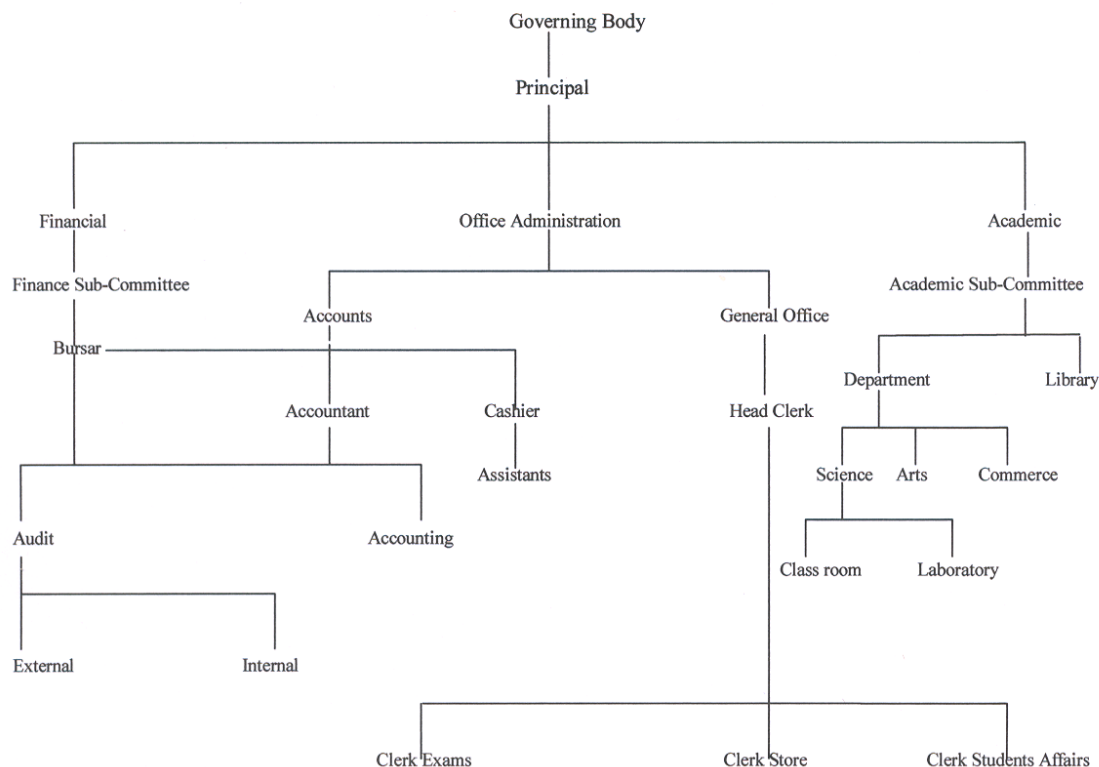 Governing Body
Principal
Financial
Office Administration
Academic
Finance Sub-Committee
Academic Sub-Committee
Accounts
General Office
Bursar
Department
Library
Accountant
Cashier
Head Clerk
Assistants
Science
Arts
Commerce
Audit
Accounting
Class room
Laboratory
External
Internal
Clerk Exams
Clerk Store
Clerk Students Affairs